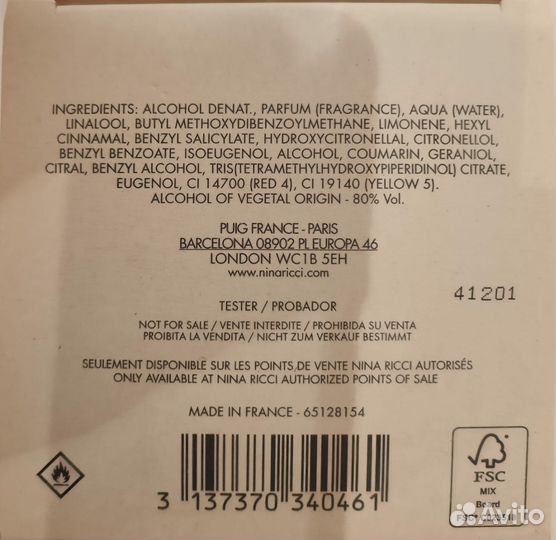 INGREDIENTS: ALCOHOL DENAT., PARFUM (FRAGRANCE), AQUA (WATER),
LINALOOL, BUTYL METHOXYDIBENZOYLMETHANE, LIMONENE, HEXYL
CINNAMAL, BENZYL SALICYLATE, HYDROXYCITRONELLAL, CITRONELLOL,
BENZYL BENZOATE, ISOEUGENOL, ALCOHOL, COUMARIN, GERANIOL,
CITRAL, BENZYL ALCOHOL, TRIS(TETRAMETHYLHYDROXYPIPERIDINOL) CITRATE,
EUGENOL, CI 14700 (RED 4), CI 19140 (YELLOW 5).
ALCOHOL OF VEGETAL ORIGIN - 80% Vol.
PUIG FRANCE - PARIS
BARCELONA 08902 PL EUROPA 46
LONDON WC1B 5EH
www.ninaricci.com
41201
TESTER / PROBADOR
NOT FOR SALE / VENTE INTERDITE / PROHIBIDA SU VENTA
PROIBITA LA VENDITA / NICHT ZUM VERKAUF BESTIMMT
SEULEMENT DISPONIBLE SUR LES POINTS DE VENTE NINA RICCI AUTORISÉS
ONLY AVAILABLE AT NINA RICCI AUTHORIZED POINTS OF SALE
MADE IN FRANCE - 65128154
3 137370 340461
FSC
MIX
Board
Avito